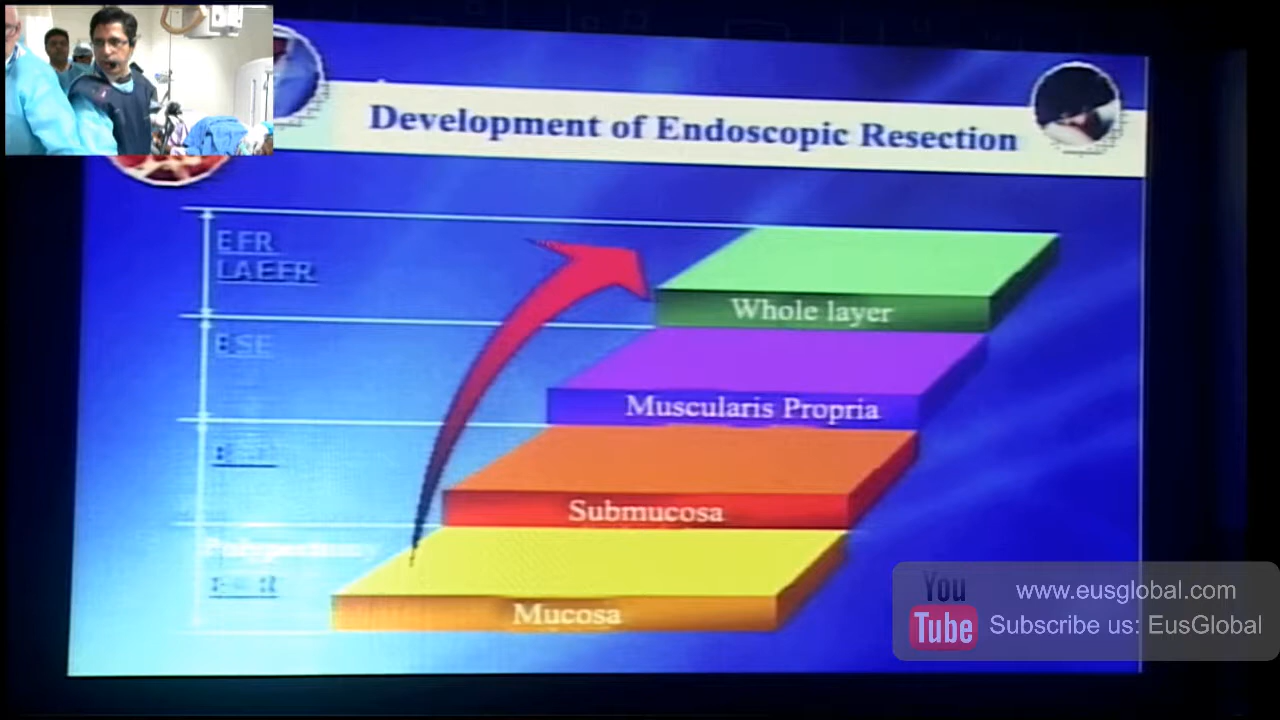 Development of Endoscopic Resection
EFR
LAEFR
Whole layer
ESE
Muscularis Propria
Submucosa
Polypectomy
Mucosa
You
Tube
www.eusglobal.com
Subscribe us: EusGlobal